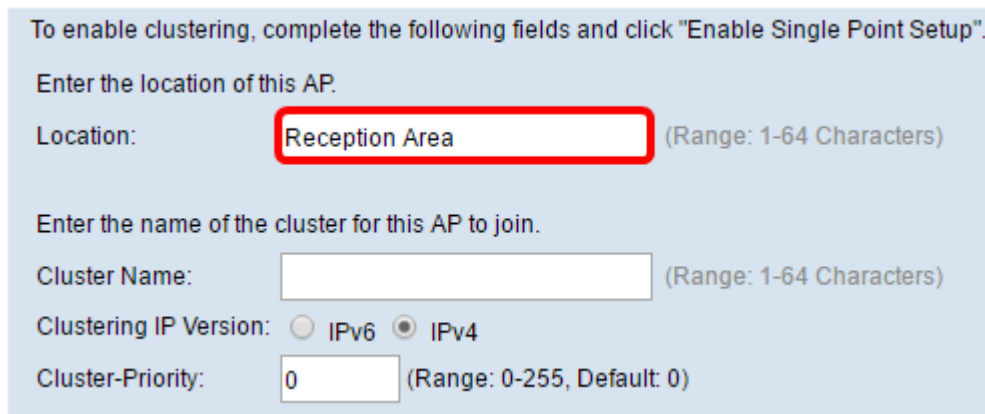 To enable clustering, complete the following fields and click "Enable Single Point Setup".
Enter the location of this AP.
Location: Reception Area (Range: 1-64 Characters)
Enter the name of the cluster for this AP to join.
Cluster Name: (Range: 1-64 Characters)
Clustering IP Version: IPv6 IPv4
Cluster-Priority: 0 (Range: 0-255, Default: 0)